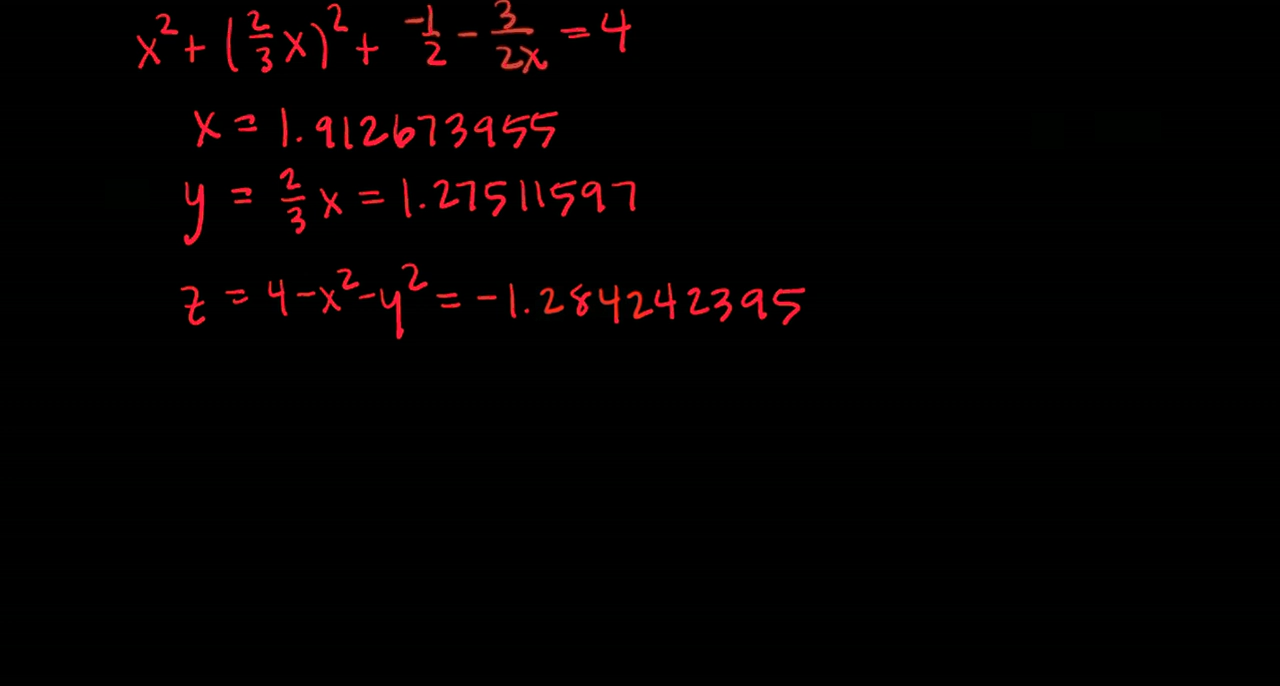 x² + (2/3 x)² + -1/2 - 3/2x = 4
x = 1.912673955
y = 2/3 x = 1.27511597
z = 4 - x² - y² = -1.284242395